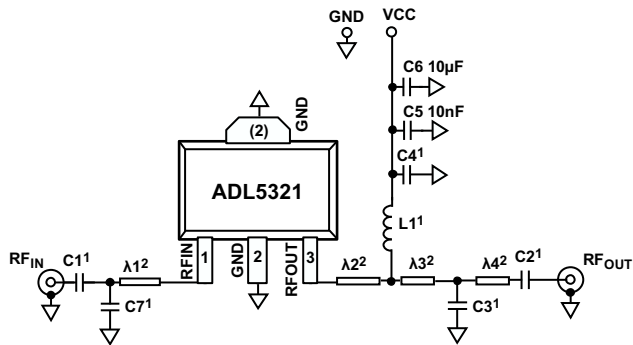 GND VCC
C6 10µF
C5 10nF
C4¹
(2)
GND
ADL5321
L1¹
RFIN
1
GND
2
RFOUT
3
RF_IN
C1¹
λ1²
C7¹
λ2²
λ3²
λ4²
C2¹
RF_OUT
C3¹